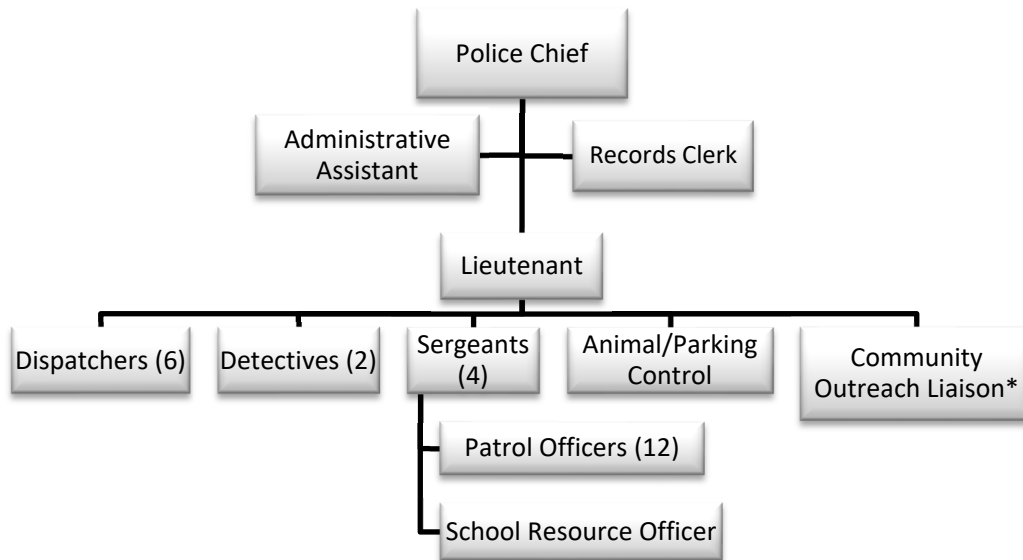 Police Chief
Administrative
Assistant
Records Clerk
Lieutenant
Dispatchers (6)
Detectives (2)
Sergeants
(4)
Animal/Parking
Control
Community
Outreach Liaison*
Patrol Officers (12)
School Resource Officer